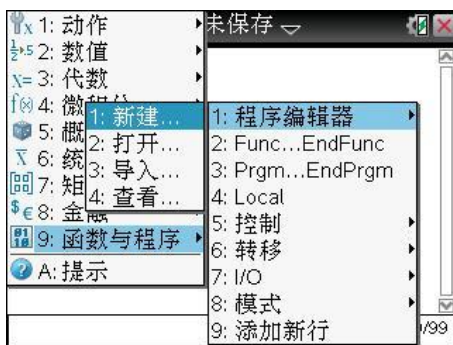 1: 动作
2: 数值
3: 代数
f(x) 4: 微
5: 概
6: 统
7: 矩
$€ 8: 金融
9: 函数与程序
A: 提示
1: 新建...
2: 打开...
3: 导入...
4: 查看...
未保存
1: 程序编辑器
2: Func...EndFunc
3: Prgm...EndPrgm
4: Local
5: 控制
6: 转移
7: I/O
8: 模式
9: 添加新行
/99